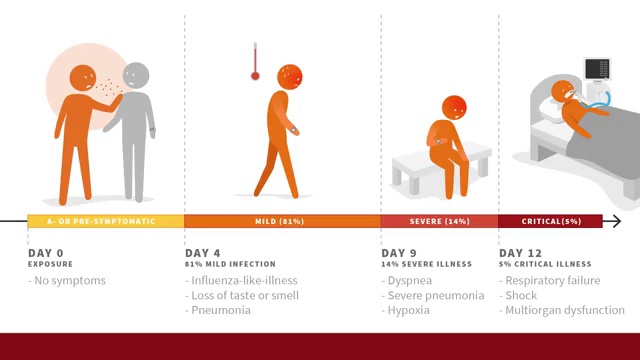 A- OR PRE-SYMPTOMATIC
MILD (81%)
SEVERE (14%)
CRITICAL(5%)
DAY 0
EXPOSURE
- No symptoms
DAY 4
81% MILD INFECTION
- Influenza-like-illness
- Loss of taste or smell
- Pneumonia
DAY 9
14% SEVERE ILLNESS
- Dyspnea
- Severe pneumonia
- Hypoxia
DAY 12
5% CRITICAL ILLNESS
- Respiratory failure
- Shock
- Multiorgan dysfunction